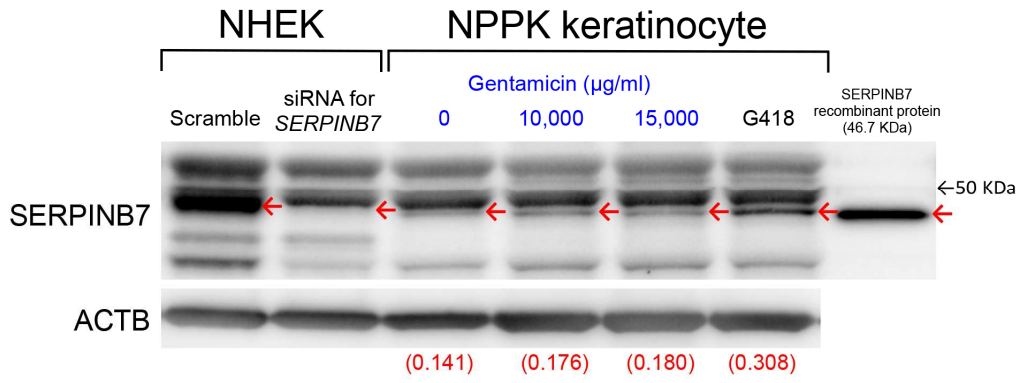 NHEK
NPPK keratinocyte
Gentamicin (µg/ml)
Scramble
siRNA for
SERPINB7
0
10,000
15,000
G418
SERPINB7
recombinant protein
(46.7 KDa)
←50 KDa
SERPINB7
ACTB
(0.141)
(0.176)
(0.180)
(0.308)